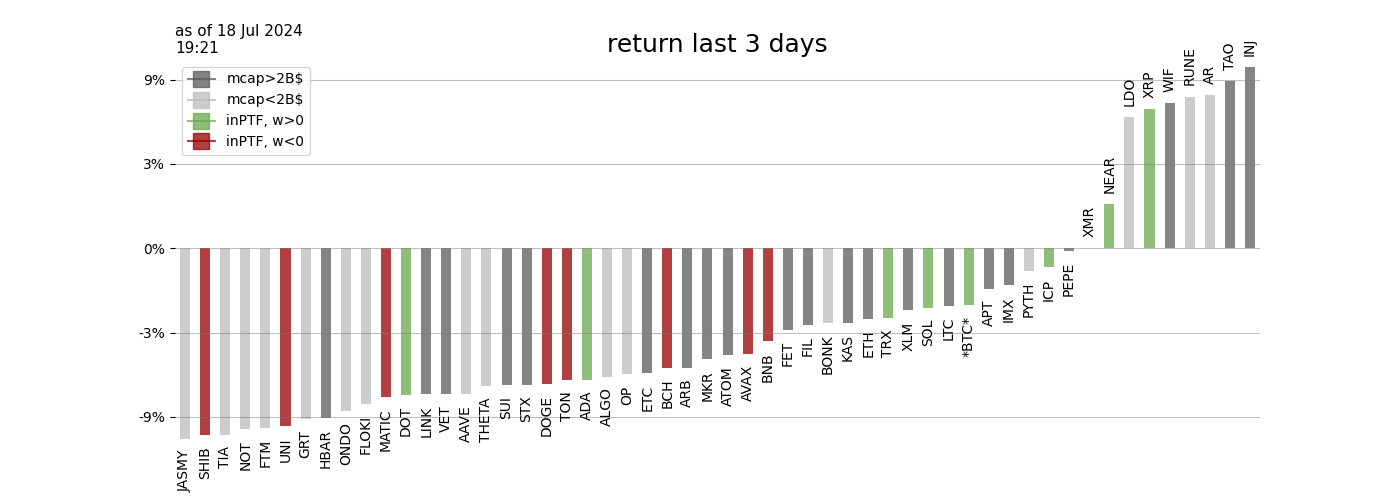 as of 18 Jul 2024
19:21
return last 3 days
mcap>2B$
mcap<2B$
inPTF, w>0
inPTF, w<0
9%
3%
0%
-3%
-9%
JASMY
SHIB
TIA
NOT
FTM
UNI
GRT
HBAR
ONDO
FLOKI
MATIC
DOT
LINK
VET
AAVE
THETA
SUI
STX
DOGE
TON
ADA
ALGO
OP
ETC
BCH
ARB
MKR
ATOM
AVAX
BNB
FET
FIL
BONK
KAS
ETH
TRX
XLM
SOL
LTC
*BTC*
APT
IMX
PYTH
ICP
PEPE
XMR
NEAR
LDO
XRP
WIF
RUNE
AR
TAO
INJ